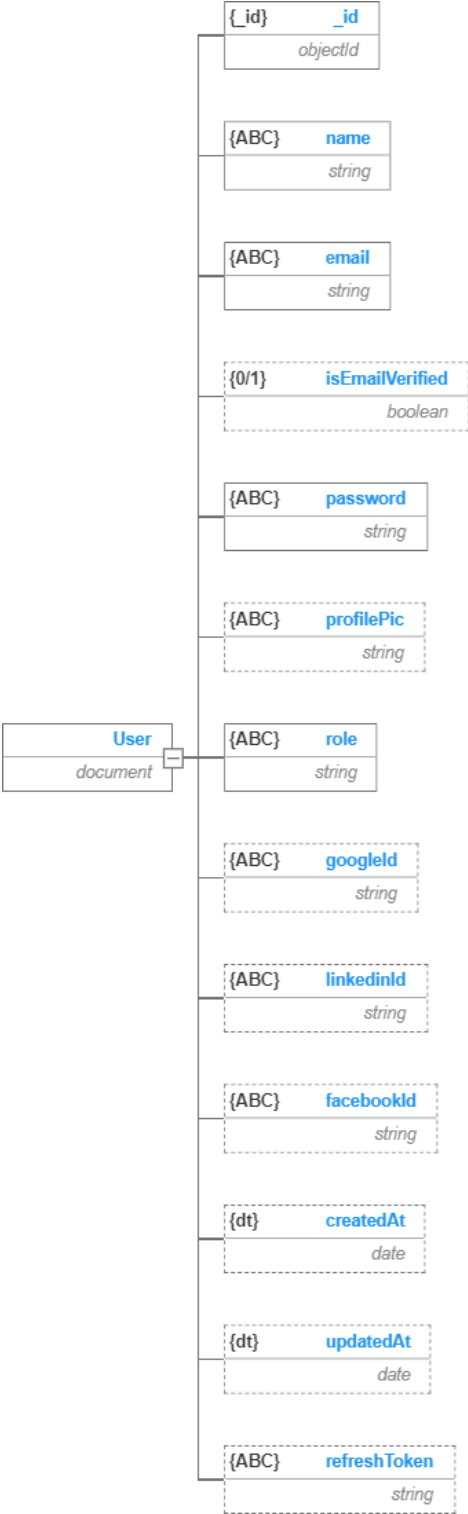 {_id} _id
objectId
{ABC} name
string
{ABC} email
string
{0/1} isEmailVerified
boolean
{ABC} password
string
{ABC} profilePic
string
User
document
{ABC} role
string
{ABC} googleId
string
{ABC} linkedinId
string
{ABC} facebookId
string
{dt} createdAt
date
{dt} updatedAt
date
{ABC} refreshToken
string